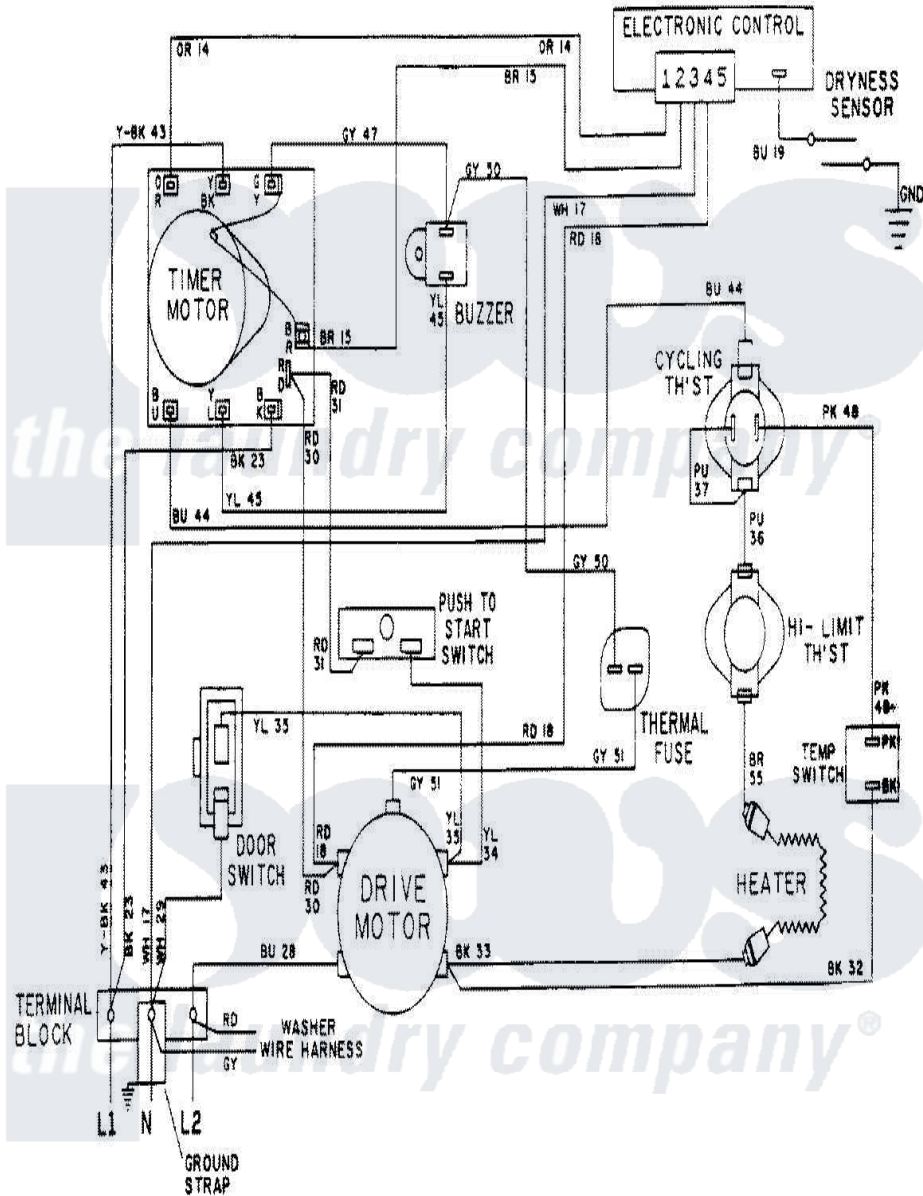 ELECTRONIC CONTROL
12345
DRYNESS
SENSOR
BU 19
GND
OR 14
OR 14
BR 15
Y-BK 43
GY 47
GY 50
WH 17
RD 18
O
R
Y
BK
G
Y
TIMER
MOTOR
B
R
BR 15
R
D
RD
31
RD
30
B
U
Y
L
B
K
YL
45
BUZZER
BU 44
CYCLING
TH'ST
PK 48
PU
37
PU
36
BK 23
YL 45
BU 44
the laundry company®
GY 50
PUSH TO
START
SWITCH
RD
31
HI-LIMIT
TH'ST
YL 35
RD 18
THERMAL
FUSE
PK
48
TEMP
SWITCH
PK
BK
GY 51
GY 51
BR
55
DOOR
SWITCH
RD
18
RD
30
YL
35
YL
34
DRIVE
MOTOR
HEATER
Y-BK 43
BK 23
WH 17
WH 29
BU 28
BK 33
BK 32
TERMINAL
BLOCK
RD
WASHER
WIRE HARNESS
GY
the laundry company®
L1
N
L2
GROUND
STRAP